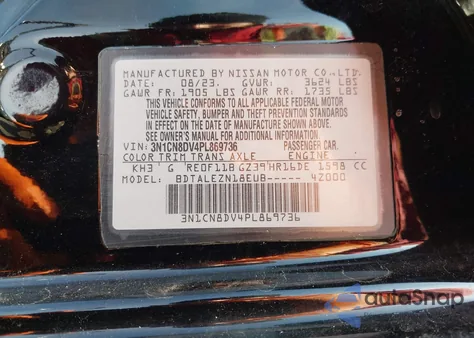 MANUFACTURED BY NISSAN MOTOR CO.,LTD.
DATE: 08/23. GVWR: 3624 LBS
GAWR FR: 1905 LBS GAWR RR: 1735 LBS
THIS VEHICLE CONFORMS TO ALL APPLICABLE FEDERAL MOTOR
VEHICLE SAFETY, BUMPER AND THEFT PREVENTION STANDARDS
IN EFFECT ON THE DATE OF MANUFACTURE SHOWN ABOVE.
SEE OWNER'S MANUAL FOR ADDITIONAL INFORMATION.
VIN: 3N1CN8DV4PL869736 PASSENGER CAR.
COLOR TRIM TRANS AXLE ENGINE
KH3 G RE0F11B GZ39 HR16DE 1598 CC
MODEL: BDTALEZN18EUB----- 42000
3N1CN8DV4PL869736
autoSnap